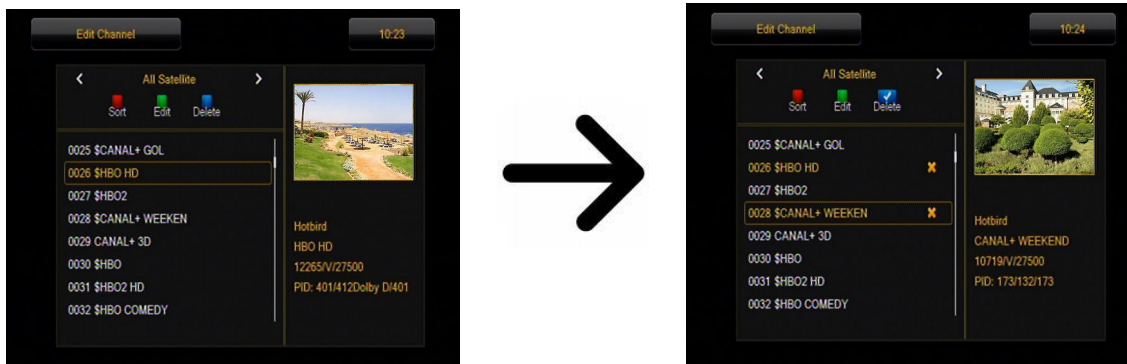 Edit Channel
10:23
All Satellite
Sort Edit Delete
0025 $CANAL+ GOL
0026 $HBO HD
0027 $HBO2
0028 $CANAL+ WEEKEN
0029 CANAL+ 3D
0030 $HBO
0031 $HBO2 HD
0032 $HBO COMEDY
Hotbird
HBO HD
12265/V/27500
PID: 401/412Dolby D/401
Edit Channel
10:24
All Satellite
Sort Edit Delete
0025 $CANAL+ GOL
0026 $HBO HD
0027 $HBO2
0028 $CANAL+ WEEKEN
0029 CANAL+ 3D
0030 $HBO
0031 $HBO2 HD
0032 $HBO COMEDY
Hotbird
CANAL+ WEEKEND
10719/V/27500
PID: 173/132/173